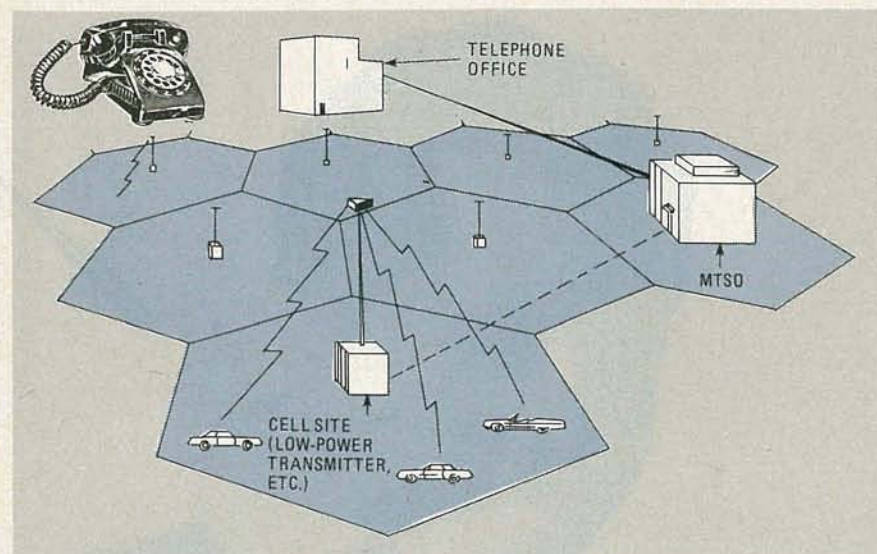 TELEPHONE
OFFICE
MTSO
CELL SITE
(LOW-POWER
TRANSMITTER,
ETC.)